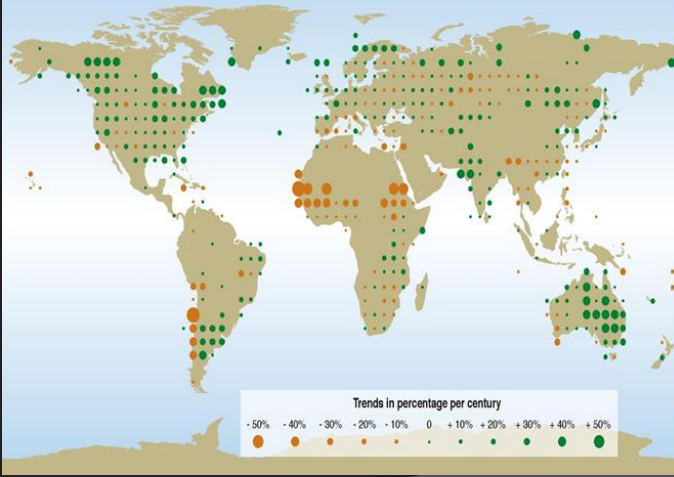 Trends in percentage per century
- 50% - 40% - 30% - 20% - 10% 0 + 10% + 20% + 30% + 40% + 50%